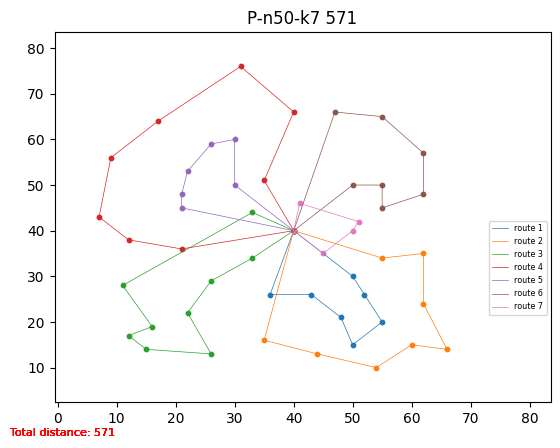 P-n50-k7 571
80
70
60
50
40
30
20
10
0 10 20 30 40 50 60 70 80
route 1
route 2
route 3
route 4
route 5
route 6
route 7
Total distance: 571